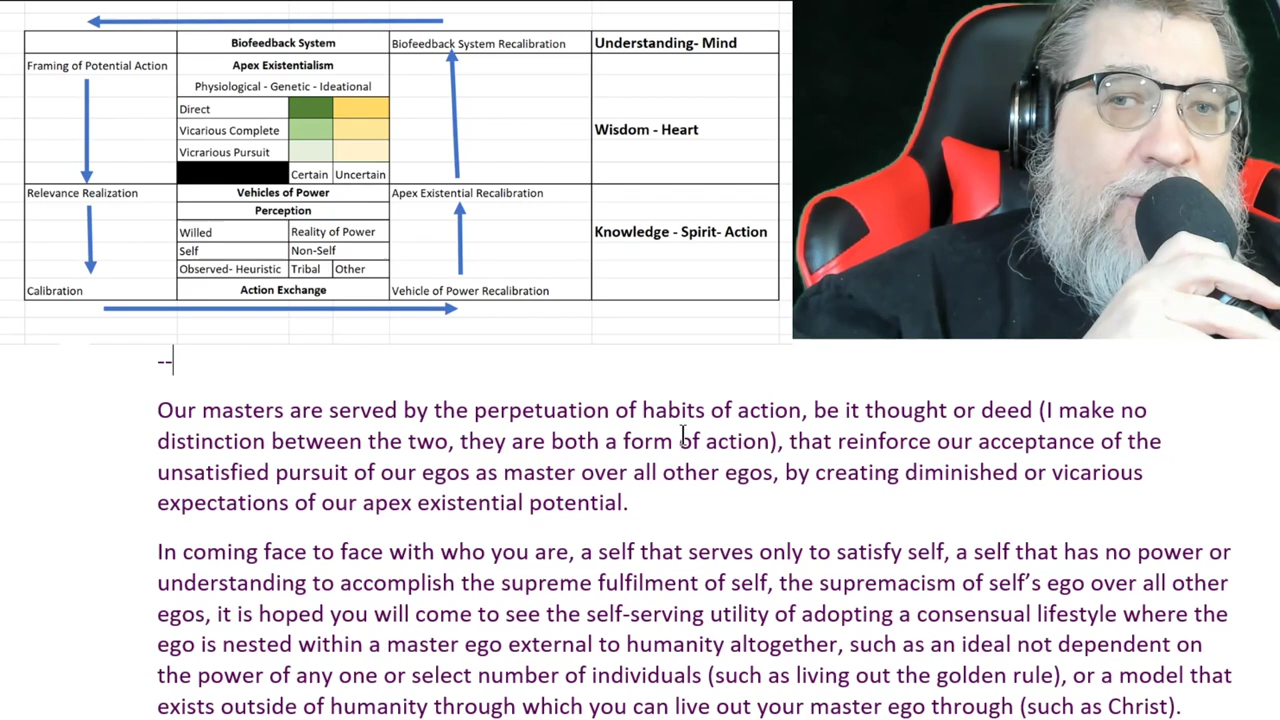 Biofeedback System Biofeedback System Recalibration Understanding- Mind
Framing of Potential Action Apex Existentialism
Physiological - Genetic - Ideational
Direct
Vicarious Complete Wisdom - Heart
Vicrarious Pursuit
Certain Uncertain
Relevance Realization Vehicles of Power Apex Existential Recalibration
Perception
Willed Reality of Power Knowledge - Spirit- Action
Self Non-Self
Observed- Heuristic Tribal Other
Calibration Action Exchange Vehicle of Power Recalibration
--
Our masters are served by the perpetuation of habits of action, be it thought or deed (I make no
distinction between the two, they are both a form of action), that reinforce our acceptance of the
unsatisfied pursuit of our egos as master over all other egos, by creating diminished or vicarious
expectations of our apex existential potential.
In coming face to face with who you are, a self that serves only to satisfy self, a self that has no power or
understanding to accomplish the supreme fulfilment of self, the supremacism of self’s ego over all other
egos, it is hoped you will come to see the self-serving utility of adopting a consensual lifestyle where the
ego is nested within a master ego external to humanity altogether, such as an ideal not dependent on
the power of any one or select number of individuals (such as living out the golden rule), or a model that
exists outside of humanity through which you can live out your master ego through (such as Christ).